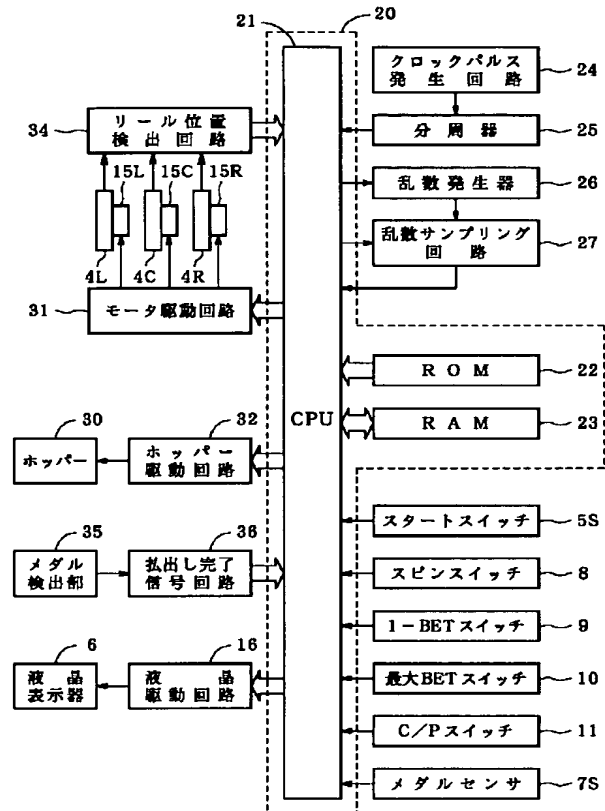 20
21
クロックパルス
発生回路
24
リール位置
検出回路
34
分周器
25
15L
15C
15R
乱数発生器
26
乱数サンプリング
回路
27
4L
4C
4R
31
モータ駆動回路
ROM
22
CPU
RAM
23
30
32
ホッパー
ホッパー
駆動回路
スタートスイッチ
5S
35
36
メダル
検出部
払出し完了
信号回路
スピンスイッチ
8
1-BETスイッチ
9
6
16
液晶
表示器
液晶
駆動回路
最大BETスイッチ
10
C/Pスイッチ
11
メダルセンサ
7S